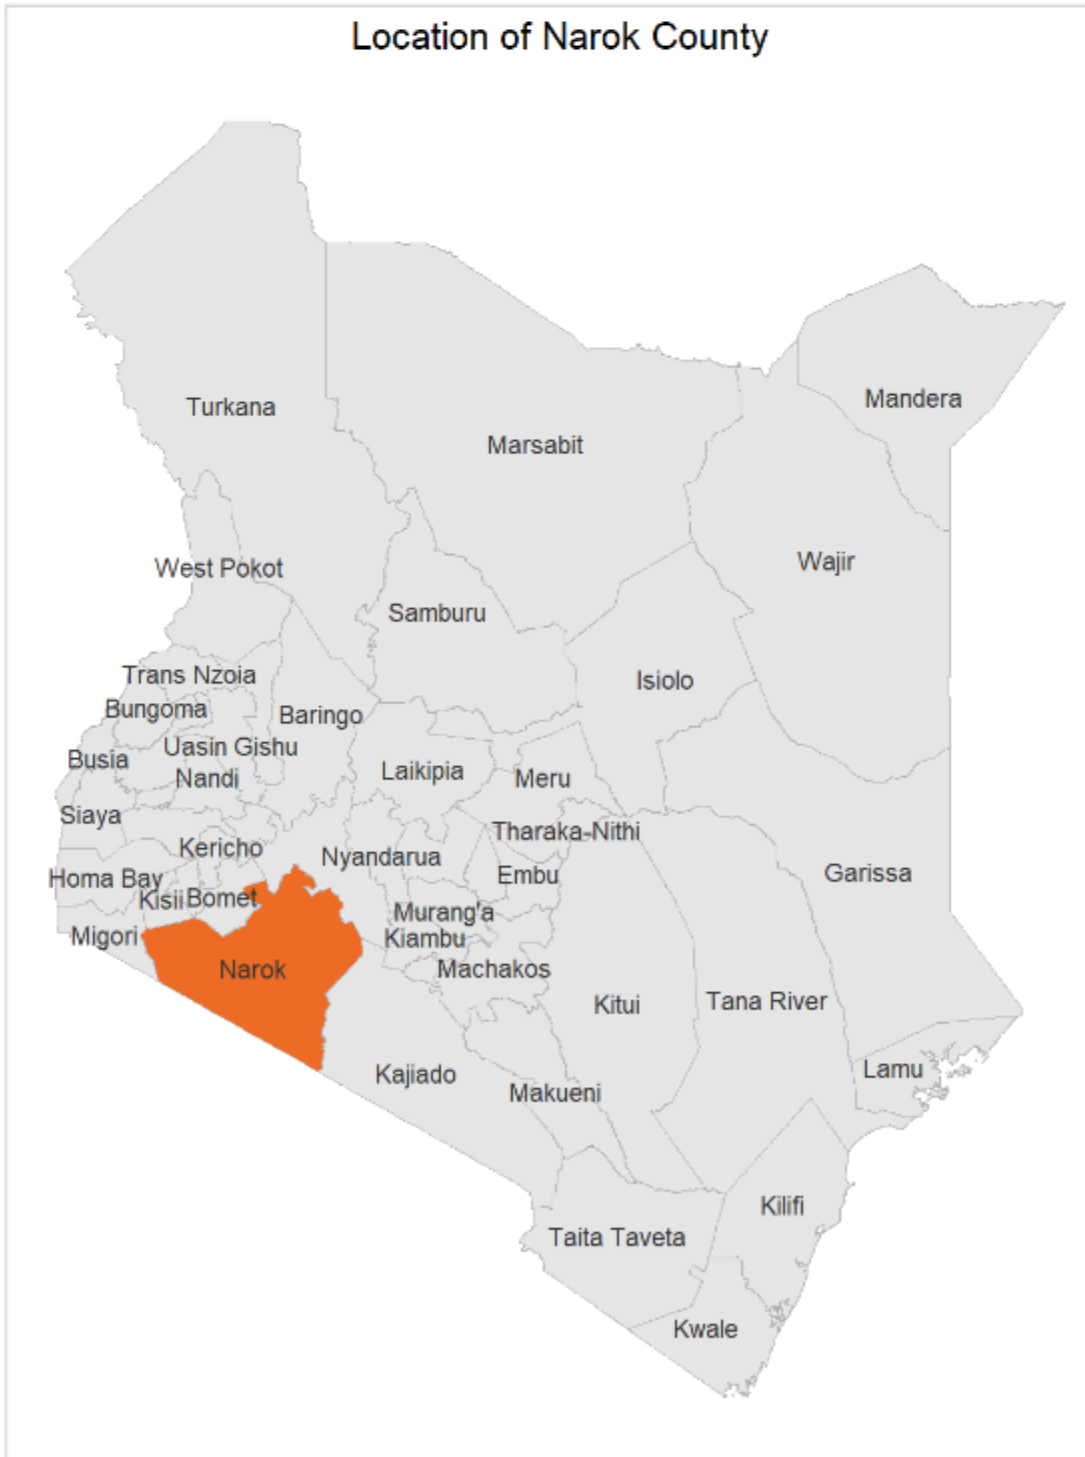 Location of Narok County
Turkana
Marsabit
Mandera
West Pokot
Wajir
Samburu
Isiolo
Trans Nzoia
Bungoma
Baringo
Busia
Uasin Gishu
Nandi
Laikipia
Meru
Siaya
Tharaka-Nithi
Kericho
Nyandarua
Embu
Garissa
Homa Bay
Kisii
Bomet
Murang'a
Migori
Kiambu
Narok
Machakos
Kitui
Tana River
Kajiado
Makueni
Lamu
Kilifi
Taita Taveta
Kwale